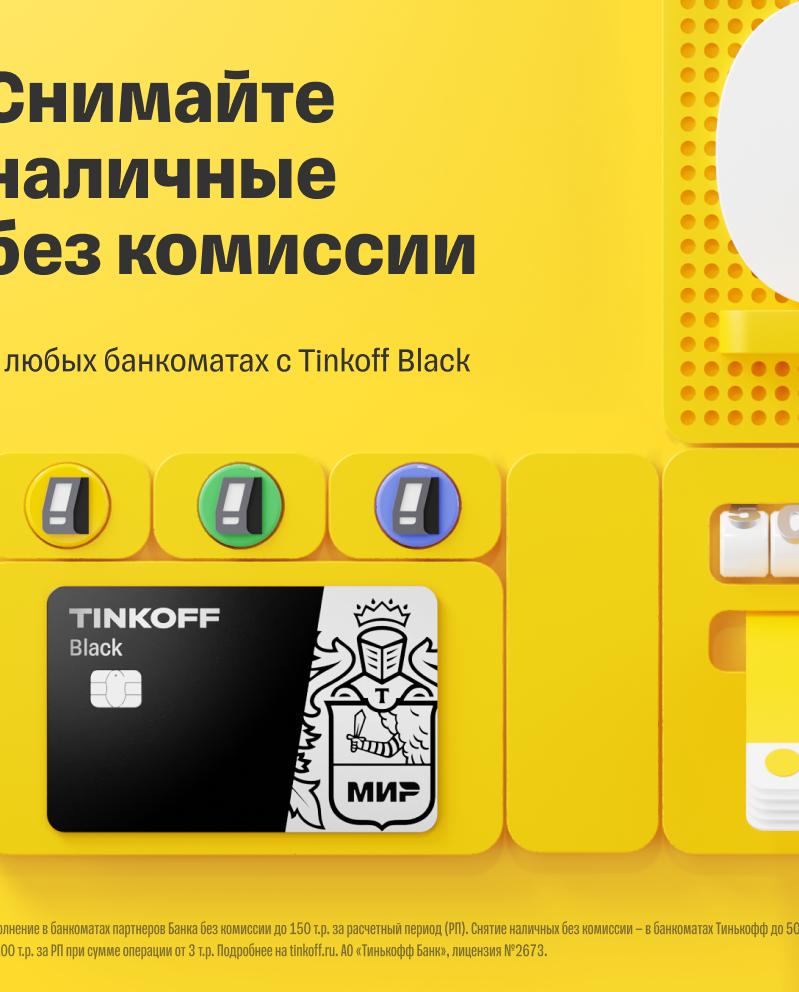 Снимайте
наличные
без комиссии
любых банкоматах с Tinkoff Black
TINKOFF
Black
T
МИР
олнение в банкоматах партнеров Банка без комиссии до 150 т.р. за расчетный период (РП). Снятие наличных без комиссии – в банкоматах Тинькофф до 50
00 т.р. за РП при сумме операции от 3 т.р. Подробнее на tinkoff.ru. АО «Тинькофф Банк», лицензия №2673.